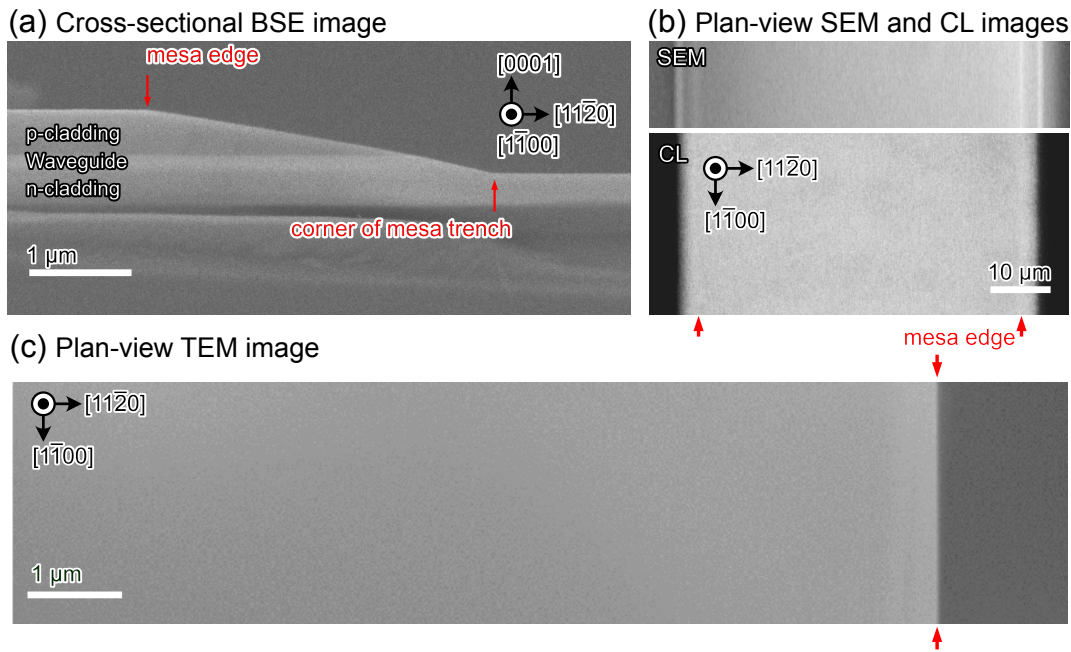 (a) Cross-sectional BSE image
mesa edge
[0001]
[112̅0]
[11̅00]
p-cladding
Waveguide
n-cladding
corner of mesa trench
1 μm
(b) Plan-view SEM and CL images
SEM
CL
[112̅0]
[11̅00]
10 μm
mesa edge
(c) Plan-view TEM image
[112̅0]
[11̅00]
1 μm